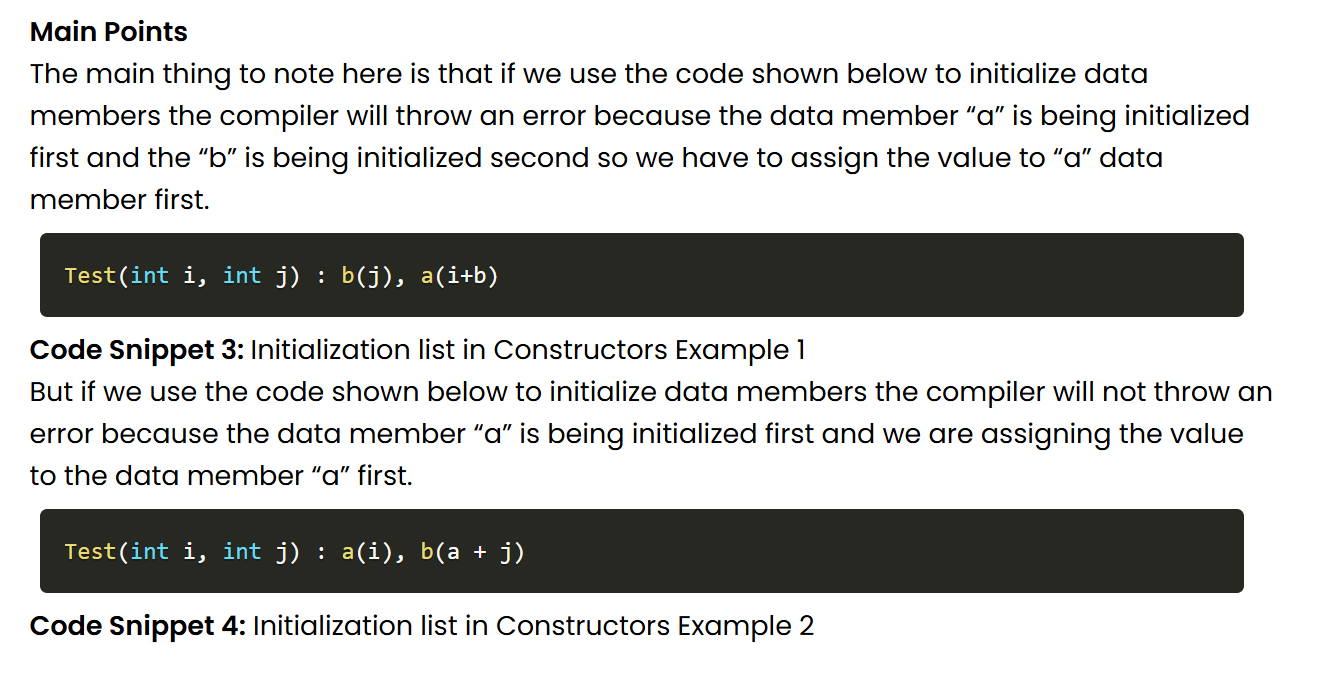 Main Points
The main thing to note here is that if we use the code shown below to initialize data
members the compiler will throw an error because the data member “a” is being initialized
first and the “b” is being initialized second so we have to assign the value to “a” data
member first.
Test(int i, int j) : b(j), a(i+b)
Code Snippet 3: Initialization list in Constructors Example 1
But if we use the code shown below to initialize data members the compiler will not throw an
error because the data member “a” is being initialized first and we are assigning the value
to the data member “a” first.
Test(int i, int j) : a(i), b(a + j)
Code Snippet 4: Initialization list in Constructors Example 2